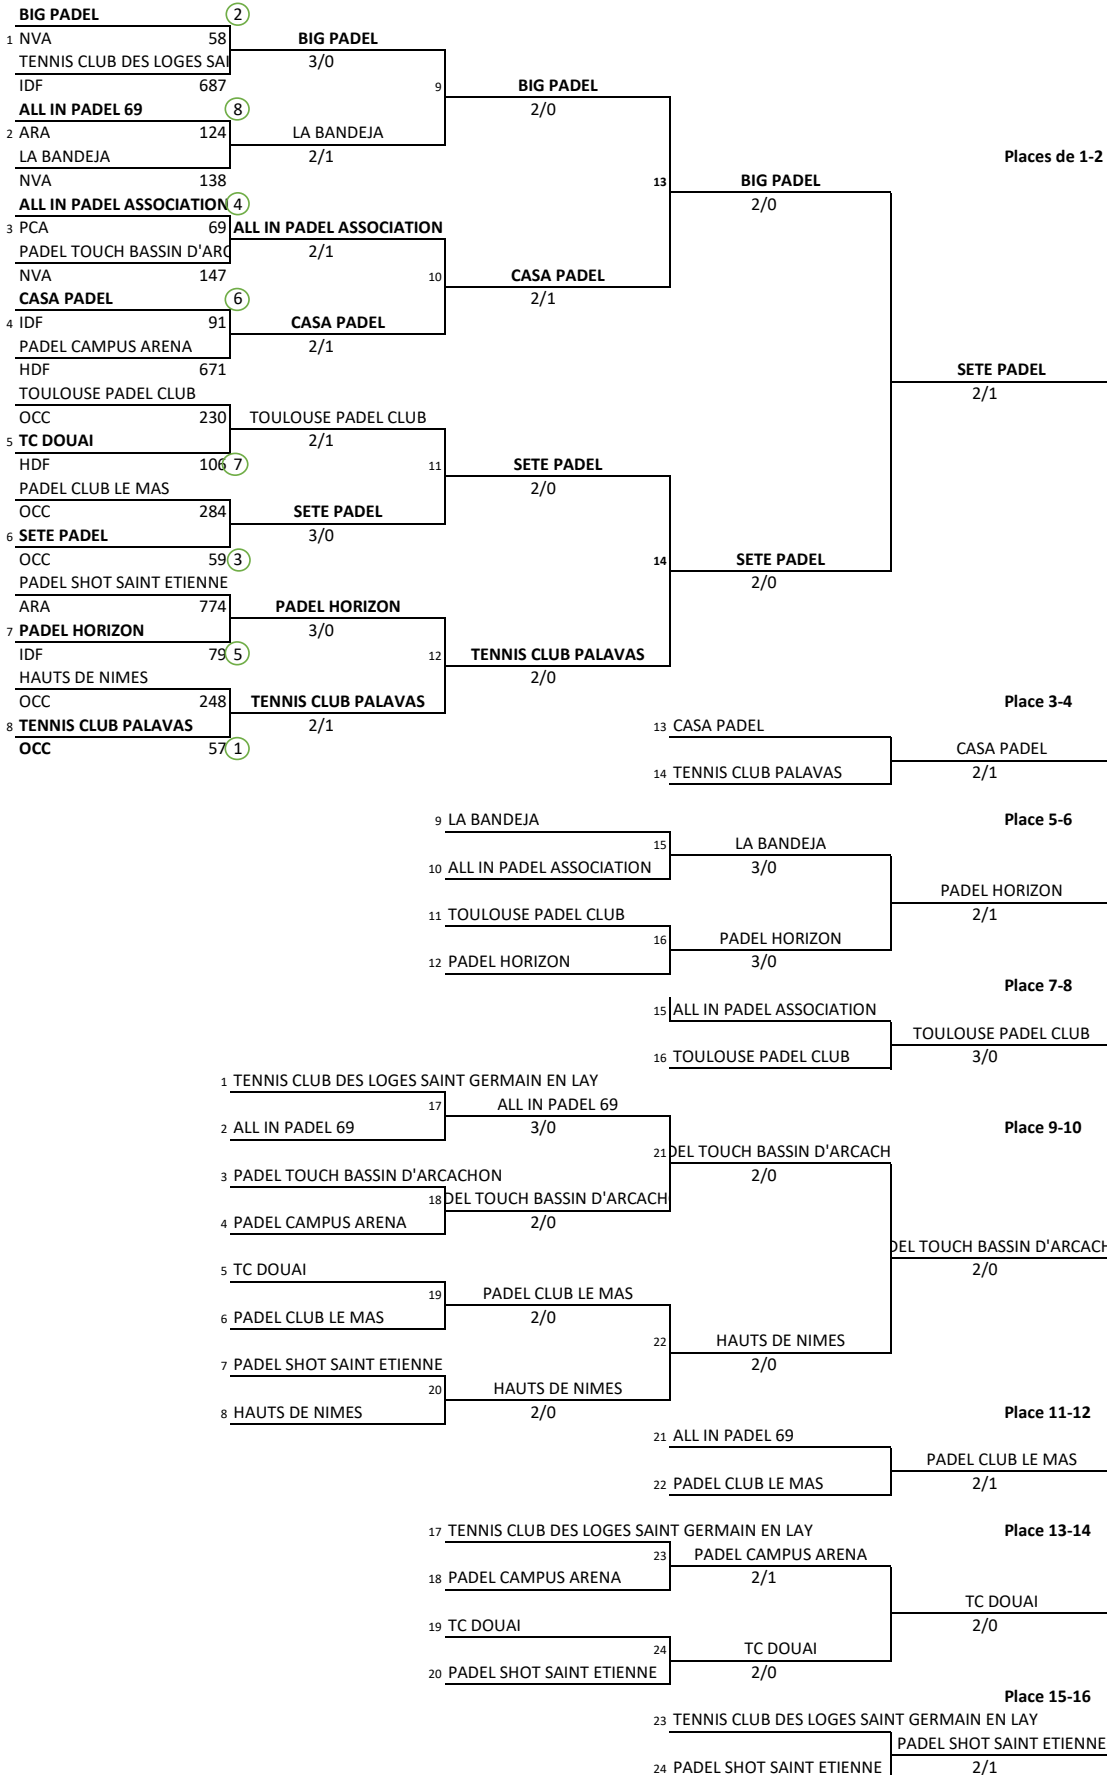 BIG PADEL 2
1 NVA 58 BIG PADEL
TENNIS CLUB DES LOGES SAI 3/0
IDF 687 9 BIG PADEL
ALL IN PADEL 69 8 2/0
2 ARA 124 LA BANDEJA
LA BANDEJA 2/1 Places de 1-2
NVA 138 13 BIG PADEL
ALL IN PADEL ASSOCIATION 4 2/0
3 PCA 69 ALL IN PADEL ASSOCIATION
PADEL TOUCH BASSIN D'ARC 2/1
NVA 147 10 CASA PADEL
CASA PADEL 6 2/1
4 IDF 91 CASA PADEL
PADEL CAMPUS ARENA 2/1
HDF 671 SETE PADEL
TOULOUSE PADEL CLUB 2/1
OCC 230 TOULOUSE PADEL CLUB
5 TC DOUAI 2/1
HDF 106 7 11 SETE PADEL
PADEL CLUB LE MAS 2/0
OCC 284 SETE PADEL
6 SETE PADEL 3/0
OCC 59 3 14 SETE PADEL
PADEL SHOT SAINT ETIENNE 2/0
ARA 774 PADEL HORIZON
7 PADEL HORIZON 3/0
IDF 79 5 12 TENNIS CLUB PALAVAS
HAUTS DE NIMES 2/0
OCC 248 TENNIS CLUB PALAVAS Place 3-4
8 TENNIS CLUB PALAVAS 2/1 13 CASA PADEL
OCC 57 1 CASA PADEL
14 TENNIS CLUB PALAVAS 2/1
9 LA BANDEJA Place 5-6
15 LA BANDEJA
10 ALL IN PADEL ASSOCIATION 3/0
PADEL HORIZON
11 TOULOUSE PADEL CLUB 2/1
16 PADEL HORIZON
12 PADEL HORIZON 3/0
Place 7-8
15 ALL IN PADEL ASSOCIATION
TOULOUSE PADEL CLUB
16 TOULOUSE PADEL CLUB 3/0
1 TENNIS CLUB DES LOGES SAINT GERMAIN EN LAY
17 ALL IN PADEL 69
2 ALL IN PADEL 69 3/0 Place 9-10
21 DEL TOUCH BASSIN D'ARCACH
3 PADEL TOUCH BASSIN D'ARCACHON 2/0
18 DEL TOUCH BASSIN D'ARCACH
4 PADEL CAMPUS ARENA 2/0
DEL TOUCH BASSIN D'ARCACH
5 TC DOUAI 2/0
19 PADEL CLUB LE MAS
6 PADEL CLUB LE MAS 2/0
22 HAUTS DE NIMES
7 PADEL SHOT SAINT ETIENNE 2/0
20 HAUTS DE NIMES
8 HAUTS DE NIMES 2/0 Place 11-12
21 ALL IN PADEL 69
PADEL CLUB LE MAS
22 PADEL CLUB LE MAS 2/1
17 TENNIS CLUB DES LOGES SAINT GERMAIN EN LAY Place 13-14
23 PADEL CAMPUS ARENA
18 PADEL CAMPUS ARENA 2/1
TC DOUAI
19 TC DOUAI 2/0
24 TC DOUAI
20 PADEL SHOT SAINT ETIENNE 2/0
Place 15-16
23 TENNIS CLUB DES LOGES SAINT GERMAIN EN LAY
PADEL SHOT SAINT ETIENNE
24 PADEL SHOT SAINT ETIENNE 2/1